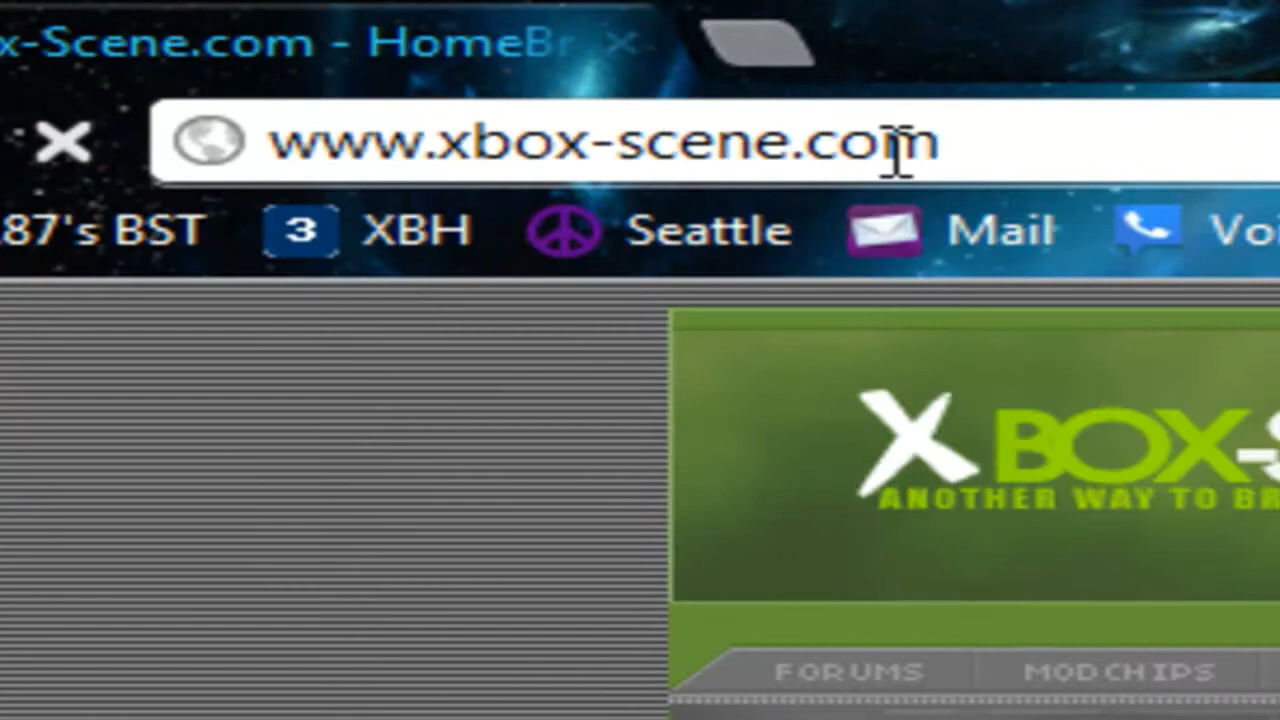 x-Scene.com - HomeBr
www.xbox-scene.com
87's BST 3 XBH Seattle Mail Vo
XBOX-S
ANOTHER WAY TO BR
FORUMS MODCHIPS